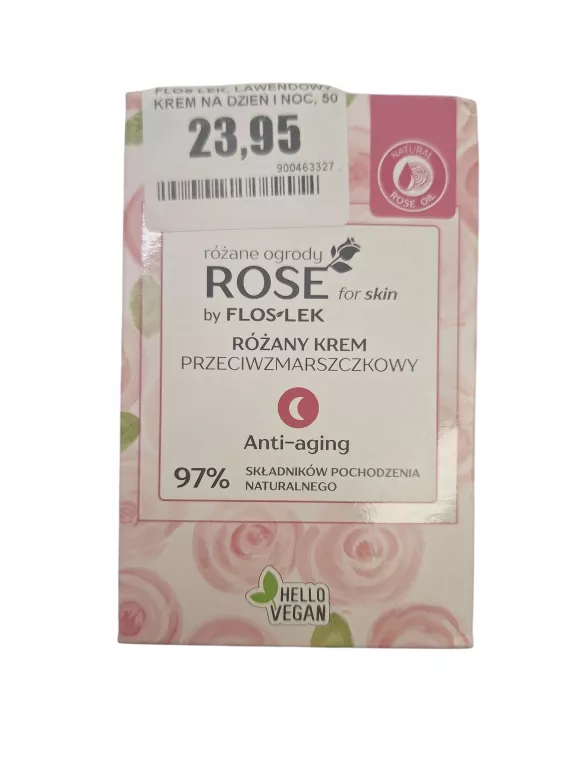 FLOS LEK, LAWENDOWY
KREM NA DZIEŃ I NOC, 50
23,95
900463327
NATURAL
ROSE OIL
różane ogrody
ROSE for skin
by FLOS•LEK
RÓŻANY KREM
PRZECIWZMARSZCZKOWY
Anti-aging
97% SKŁADNIKÓW POCHODZENIA
NATURALNEGO
HELLO
VEGAN